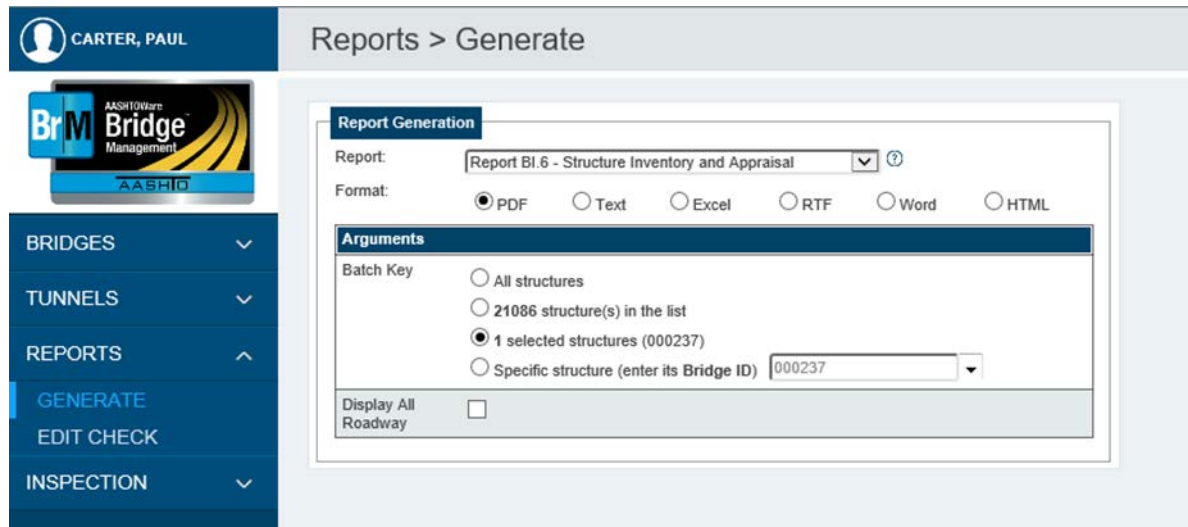 CARTER, PAUL
Reports > Generate
BrM
AASHTOWare
Bridge
Management
AASHTO
BRIDGES
TUNNELS
REPORTS
GENERATE
EDIT CHECK
INSPECTION
Report Generation
Report: Report BI.6 - Structure Inventory and Appraisal ?
Format: PDF Text Excel RTF Word HTML
Arguments
Batch Key
All structures
21086 structure(s) in the list
1 selected structures (000237)
Specific structure (enter its Bridge ID) 000237
Display All
Roadway